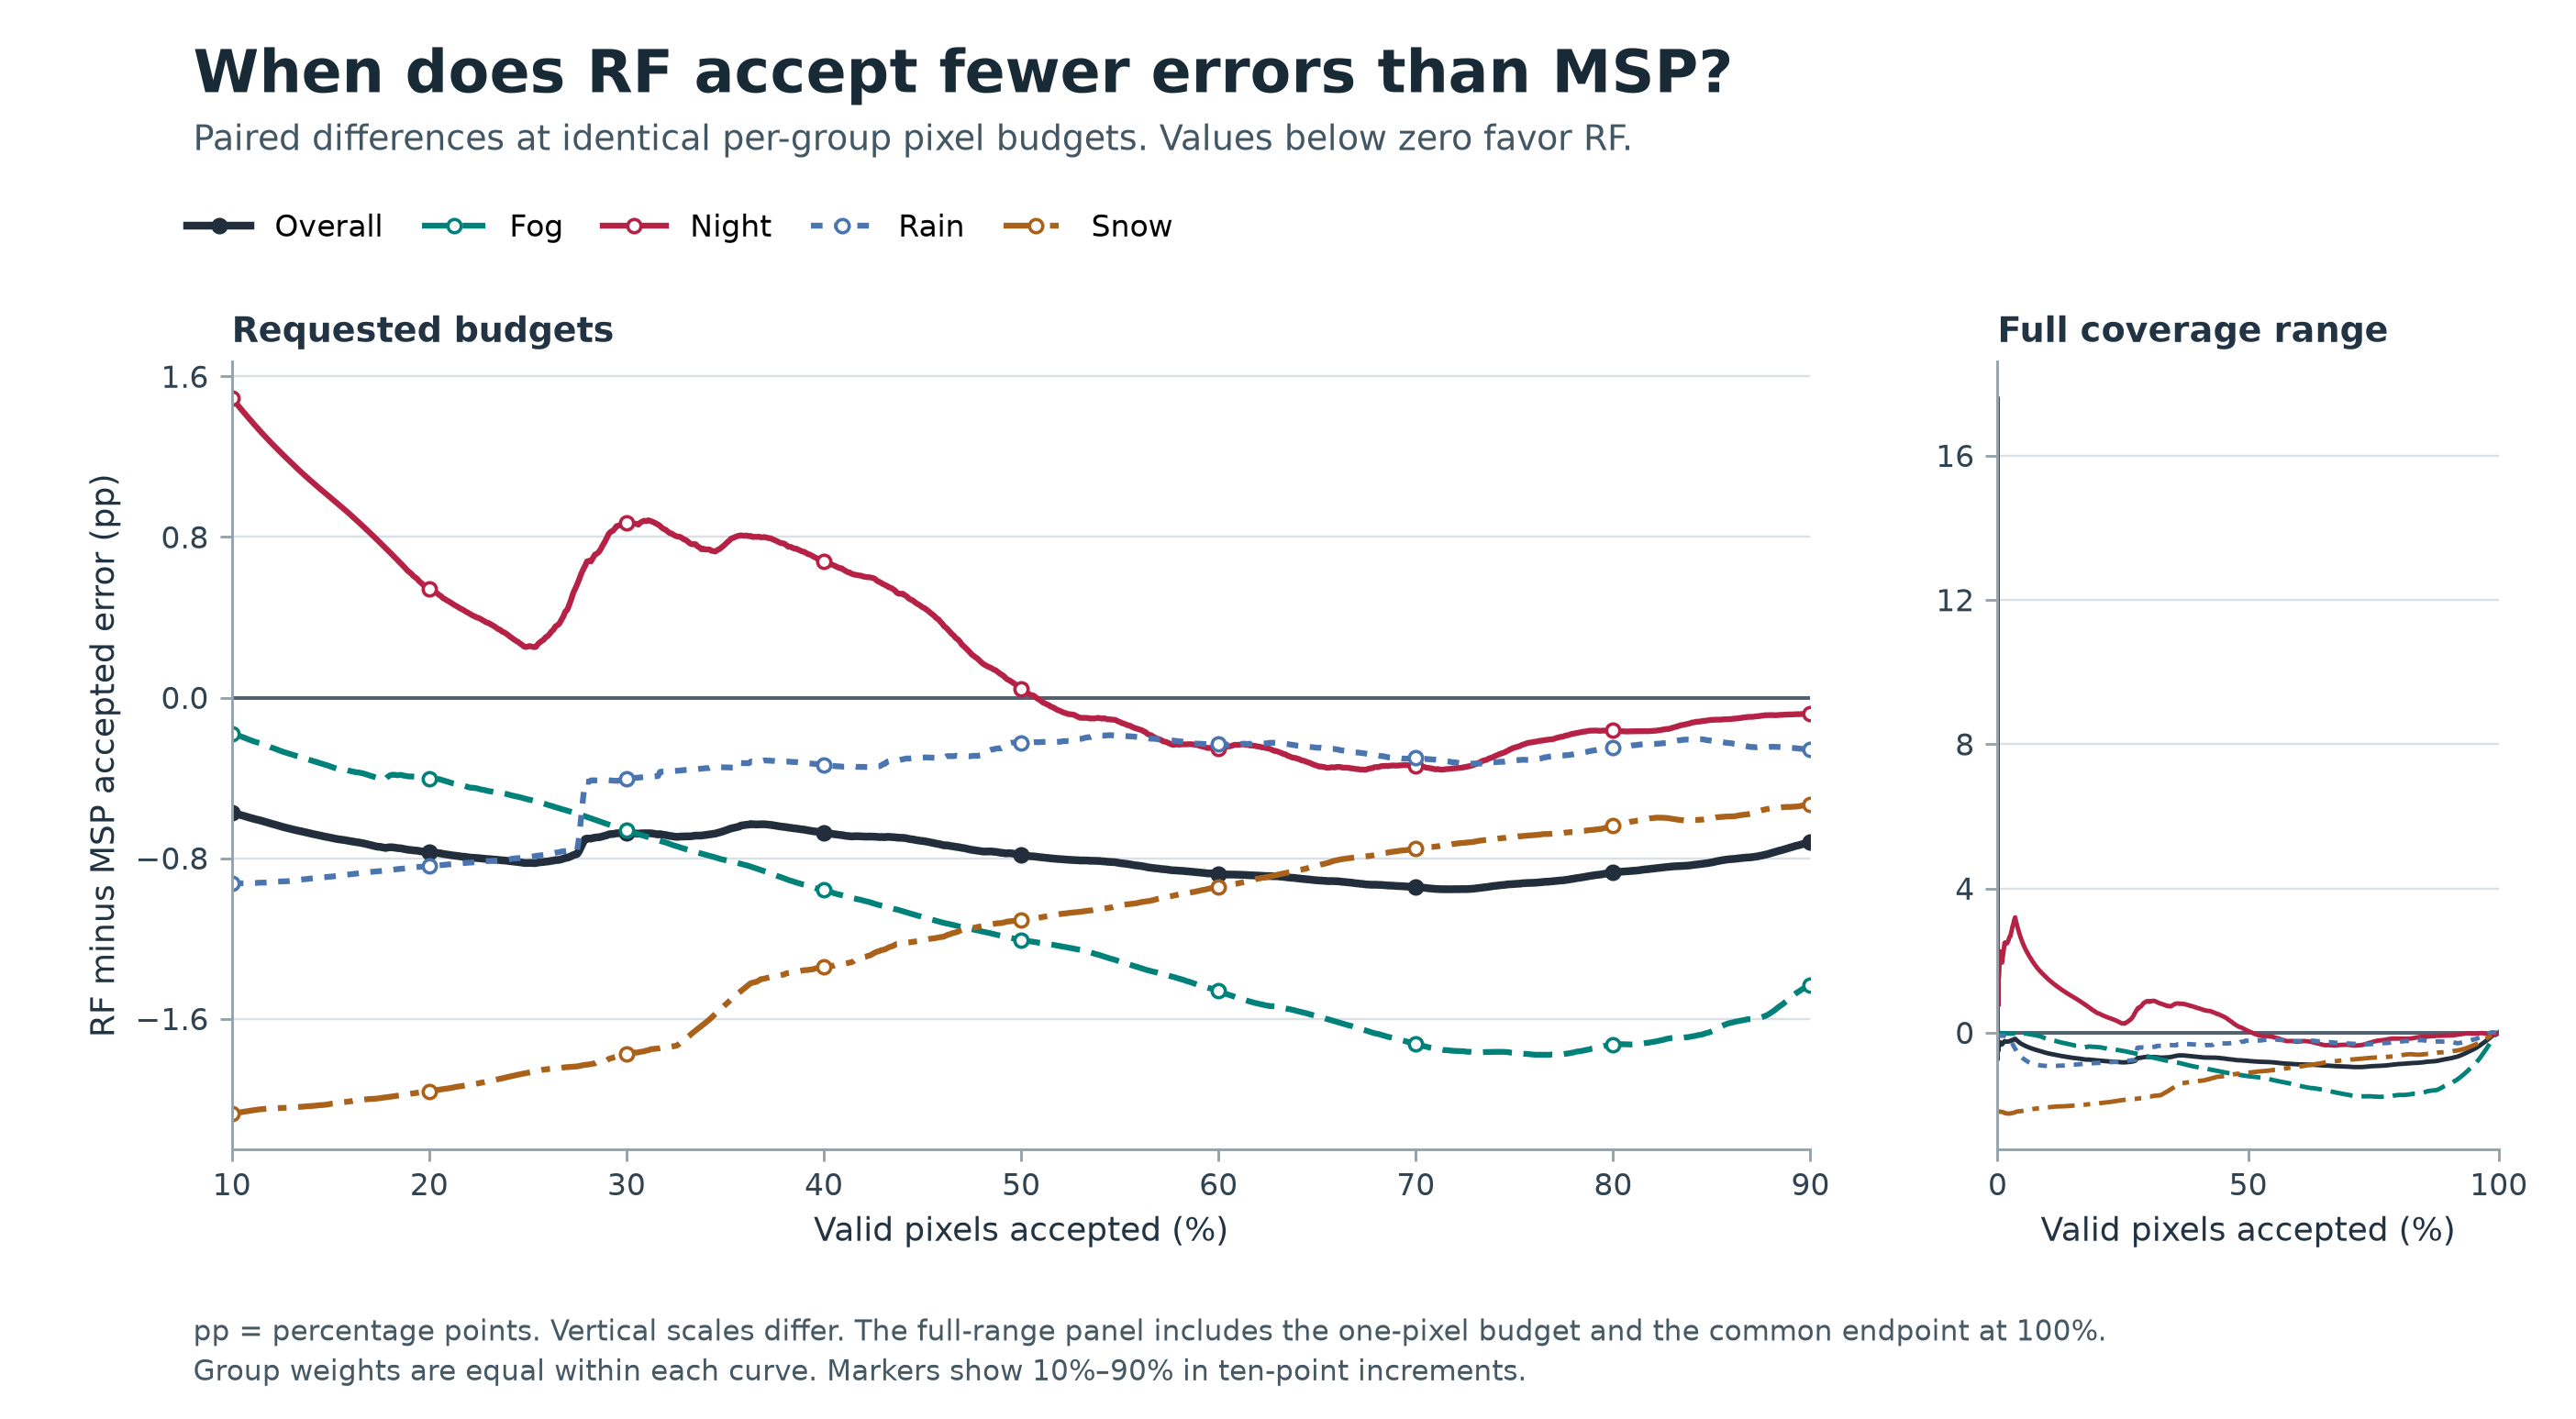 When does RF accept fewer errors than MSP?
Paired differences at identical per-group pixel budgets. Values below zero favor RF.
Overall Fog Night Rain Snow
Requested budgets
RF minus MSP accepted error (pp)
1.6
0.8
0.0
−0.8
−1.6
10 20 30 40 50 60 70 80 90
Valid pixels accepted (%)
Full coverage range
16
12
8
4
0
0 50 100
Valid pixels accepted (%)
pp = percentage points. Vertical scales differ. The full-range panel includes the one-pixel budget and the common endpoint at 100%.
Group weights are equal within each curve. Markers show 10%–90% in ten-point increments.